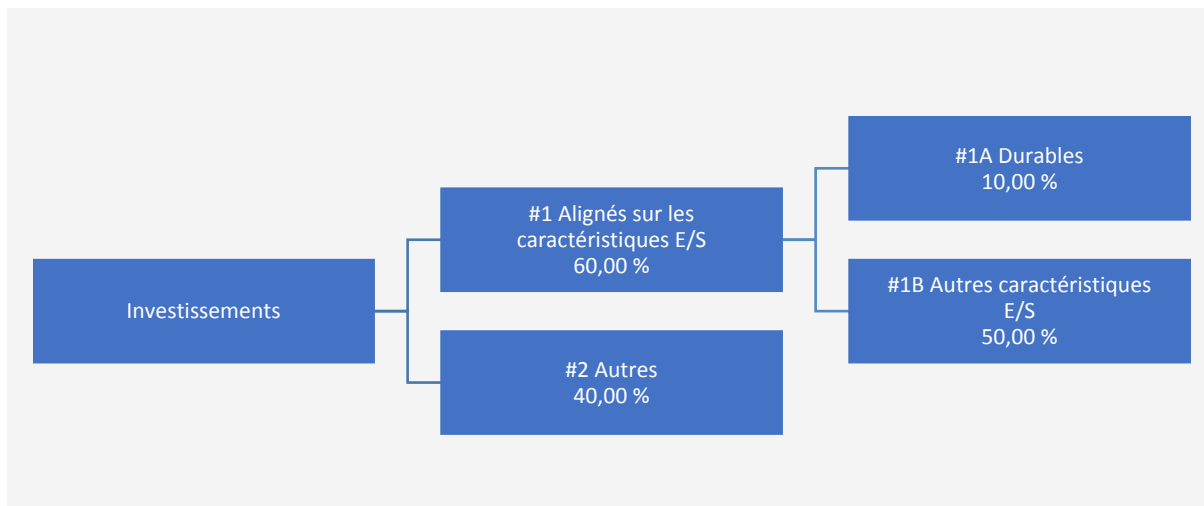 Investissements
#1 Alignés sur les
caractéristiques E/S
60,00 %
#2 Autres
40,00 %
#1A Durables
10,00 %
#1B Autres caractéristiques
E/S
50,00 %